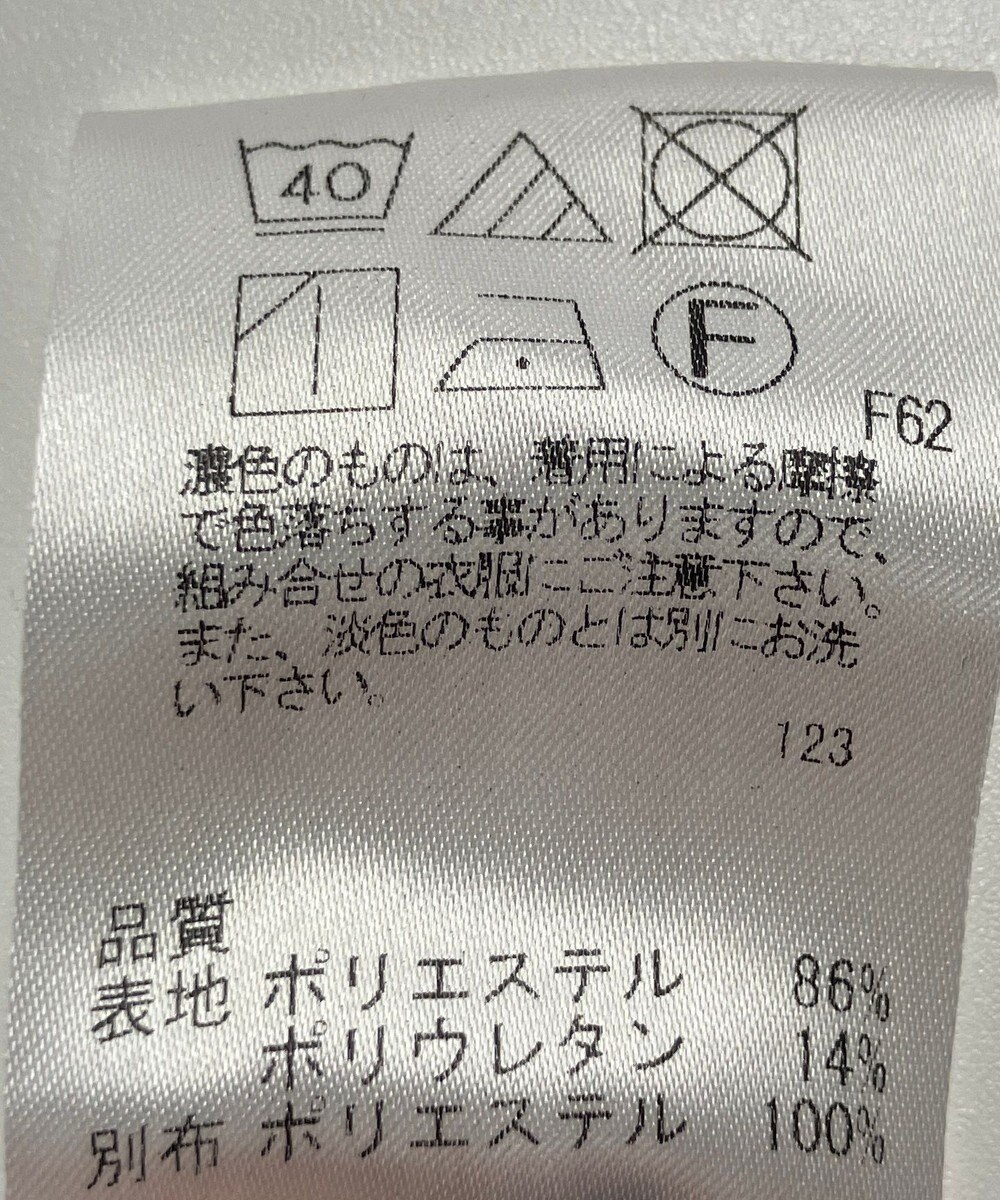 40
F
F62
濃色のものは、着用による摩擦
で色落ちする事がありますので、
組み合せの衣服にご注意下さい。
また、淡色のものとは別にお洗
い下さい。
123
品質
表地 ポリエステル 86%
ポリウレタン 14%
別布 ポリエステル 100%